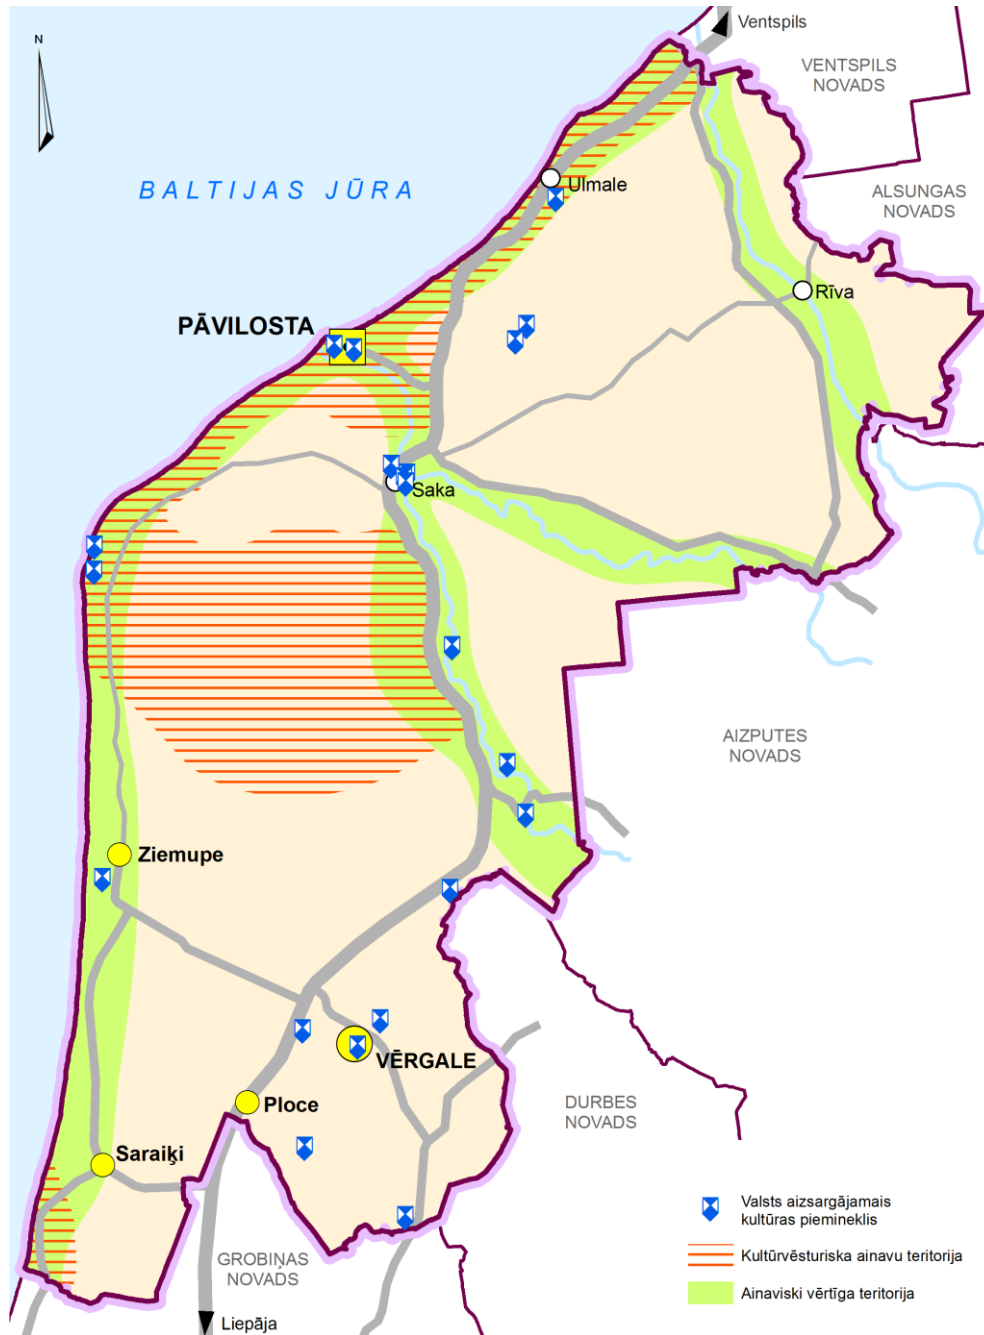 N
Ventspils
VENTSPILS
NOVADS
BALTIJAS JŪRA
Ulmale
ALSUNGAS
NOVADS
Rīva
PĀVILOSTA
Saka
AIZPUTES
NOVADS
Ziemupe
VĒRGALE
Ploce
DURBES
NOVADS
Saraiķi
Valsts aizsargājamais
kultūras piemineklis
Kultūrvēsturiska ainavu teritorija
GROBIŅAS
NOVADS
Ainaviski vērtīga teritorija
Liepāja